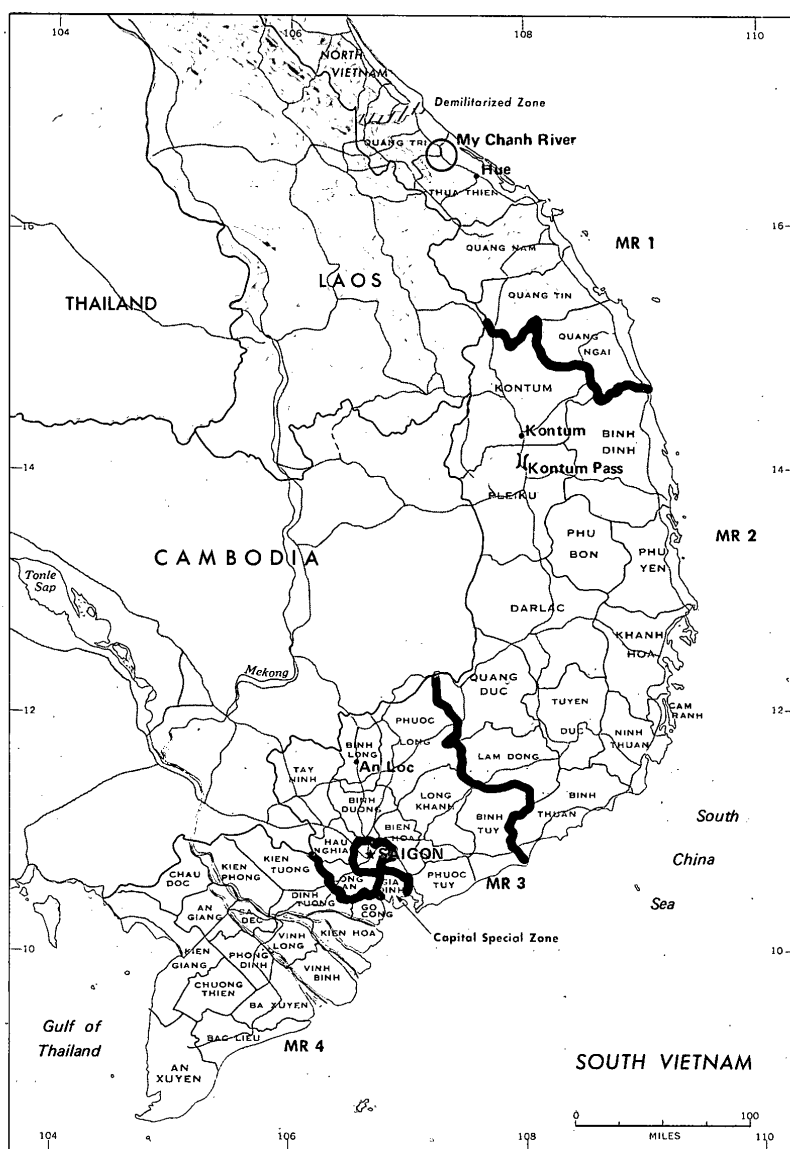 104
106
108
110
NORTH
VIETNAM
Demilitarized Zone
QUANG TRI
My Chanh River
Hue
THUA THIEN
16
16
QUANG NAM
MR 1
LAOS
THAILAND
QUANG TIN
QUANG
NGAI
KONTUM
Kontum
BINH
DINH
14
14
Kontum Pass
PLEIKU
PHU
BON
PHU
YEN
MR 2
CAMBODIA
Tonle
Sap
DARLAC
KHANH
HOA
Mekong
QUANG
DUC
12
12
PHUOC
LONG
TUYEN
DUC
CAM
RANH
NINH
THUAN
BINH
LONG
An Loc
LAM DONG
TAY
NINH
BINH
DUONG
LONG
KHANH
BINH
THUAN
BINH
TUY
BIEN
HOA
South
China
Sea
HAU
NGHIA
SAIGON
KIEN
TUONG
KIEN
PHONG
CHAU
DOC
LONG
AN
GIA
DINH
PHUOC
TUY
MR 3
DINH
TUONG
GO
CONG
AN
GIANG
SA
DEC
KIEN HOA
Capital Special Zone
VINH
LONG
10
10
KIEN
GIANG
PHONG
DINH
VINH
BINH
CHUONG
THIEN
BA XUYEN
Gulf of
Thailand
BAC LIEU
MR 4
AN
XUYEN
SOUTH VIETNAM
0
100
MILES
104
106
108
110